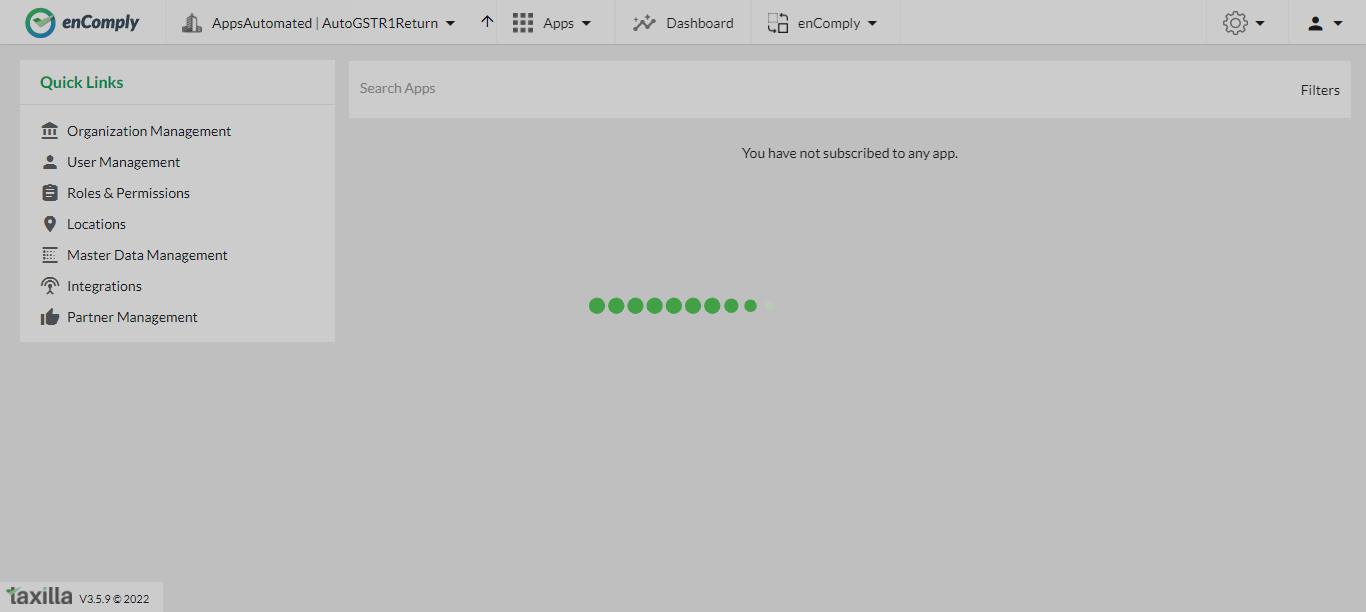 enComply AppsAutomated | AutoGSTR1Return Apps Dashboard enComply
Quick Links
Search Apps
Filters
Organization Management
You have not subscribed to any app.
User Management
Roles & Permissions
Locations
Master Data Management
Integrations
Partner Management
taxilla V3.5.9 © 2022